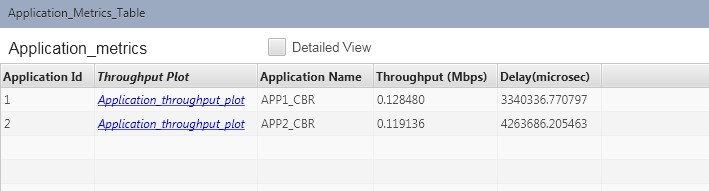 Application_Metrics_Table
Application_metrics Detailed View
Application Id Throughput Plot Application Name Throughput (Mbps) Delay(microsec)
1 Application_throughput_plot APP1_CBR 0.128480 3340336.770797
2 Application_throughput_plot APP2_CBR 0.119136 4263686.205463